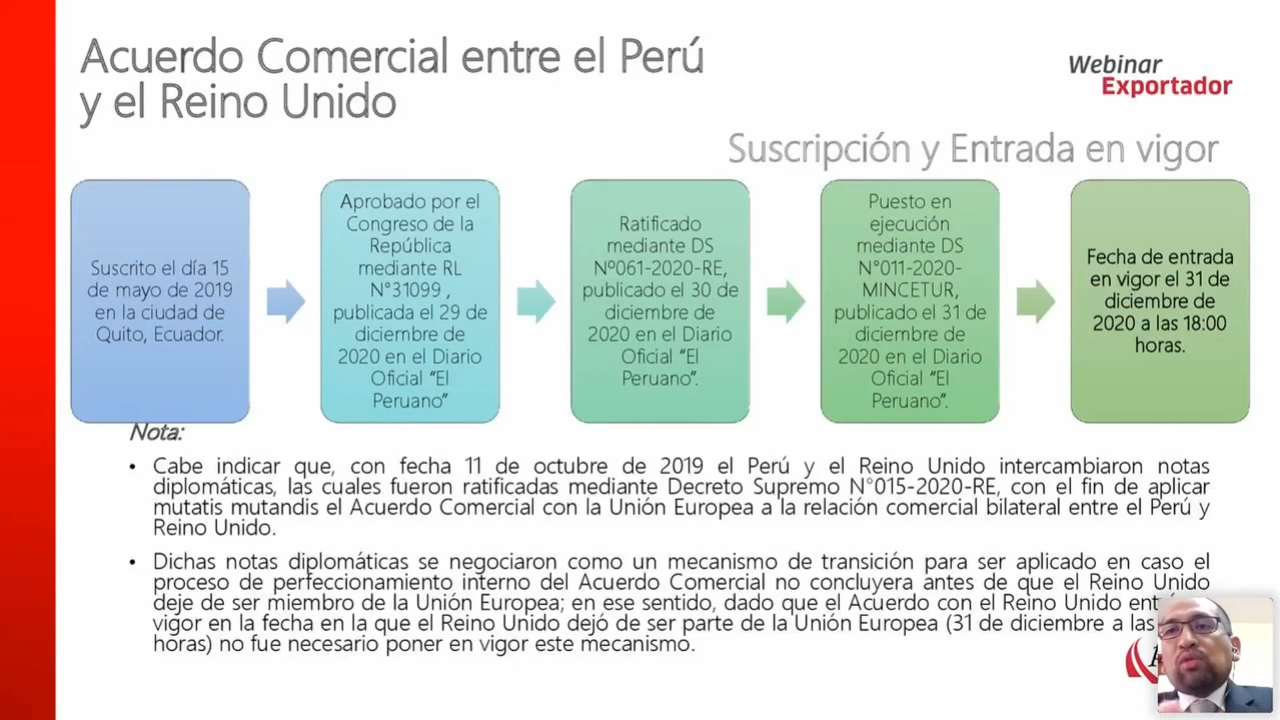 Acuerdo Comercial entre el Perú
y el Reino Unido
Webinar
Exportador
Suscripción y Entrada en vigor
Suscrito el día 15
de mayo de 2019
en la ciudad de
Quito, Ecuador.
Aprobado por el
Congreso de la
República
mediante RL
N°31099 ,
publicada el 29 de
diciembre de
2020 en el Diario
Oficial “El
Peruano”
Ratificado
mediante DS
Nº061-2020-RE,
publicado el 30 de
diciembre de
2020 en el Diario
Oficial “El
Peruano”.
Puesto en
ejecución
mediante DS
N°011-2020-
MINCETUR,
publicado el 31 de
diciembre de
2020 en el Diario
Oficial “El
Peruano”.
Fecha de entrada
en vigor el 31 de
diciembre de
2020 a las 18:00
horas.
Nota:
• Cabe indicar que, con fecha 11 de octubre de 2019 el Perú y el Reino Unido intercambiaron notas
diplomáticas, las cuales fueron ratificadas mediante Decreto Supremo N°015-2020-RE, con el fin de aplicar
mutatis mutandis el Acuerdo Comercial con la Unión Europea a la relación comercial bilateral entre el Perú y
Reino Unido.
• Dichas notas diplomáticas se negociaron como un mecanismo de transición para ser aplicado en caso el
proceso de perfeccionamiento interno del Acuerdo Comercial no concluyera antes de que el Reino Unido
deje de ser miembro de la Unión Europea; en ese sentido, dado que el Acuerdo con el Reino Unido
vigor en la fecha en la que el Reino Unido dejó de ser parte de la Unión Europea (31 de diciembre a las
horas) no fue necesario poner en vigor este mecanismo.